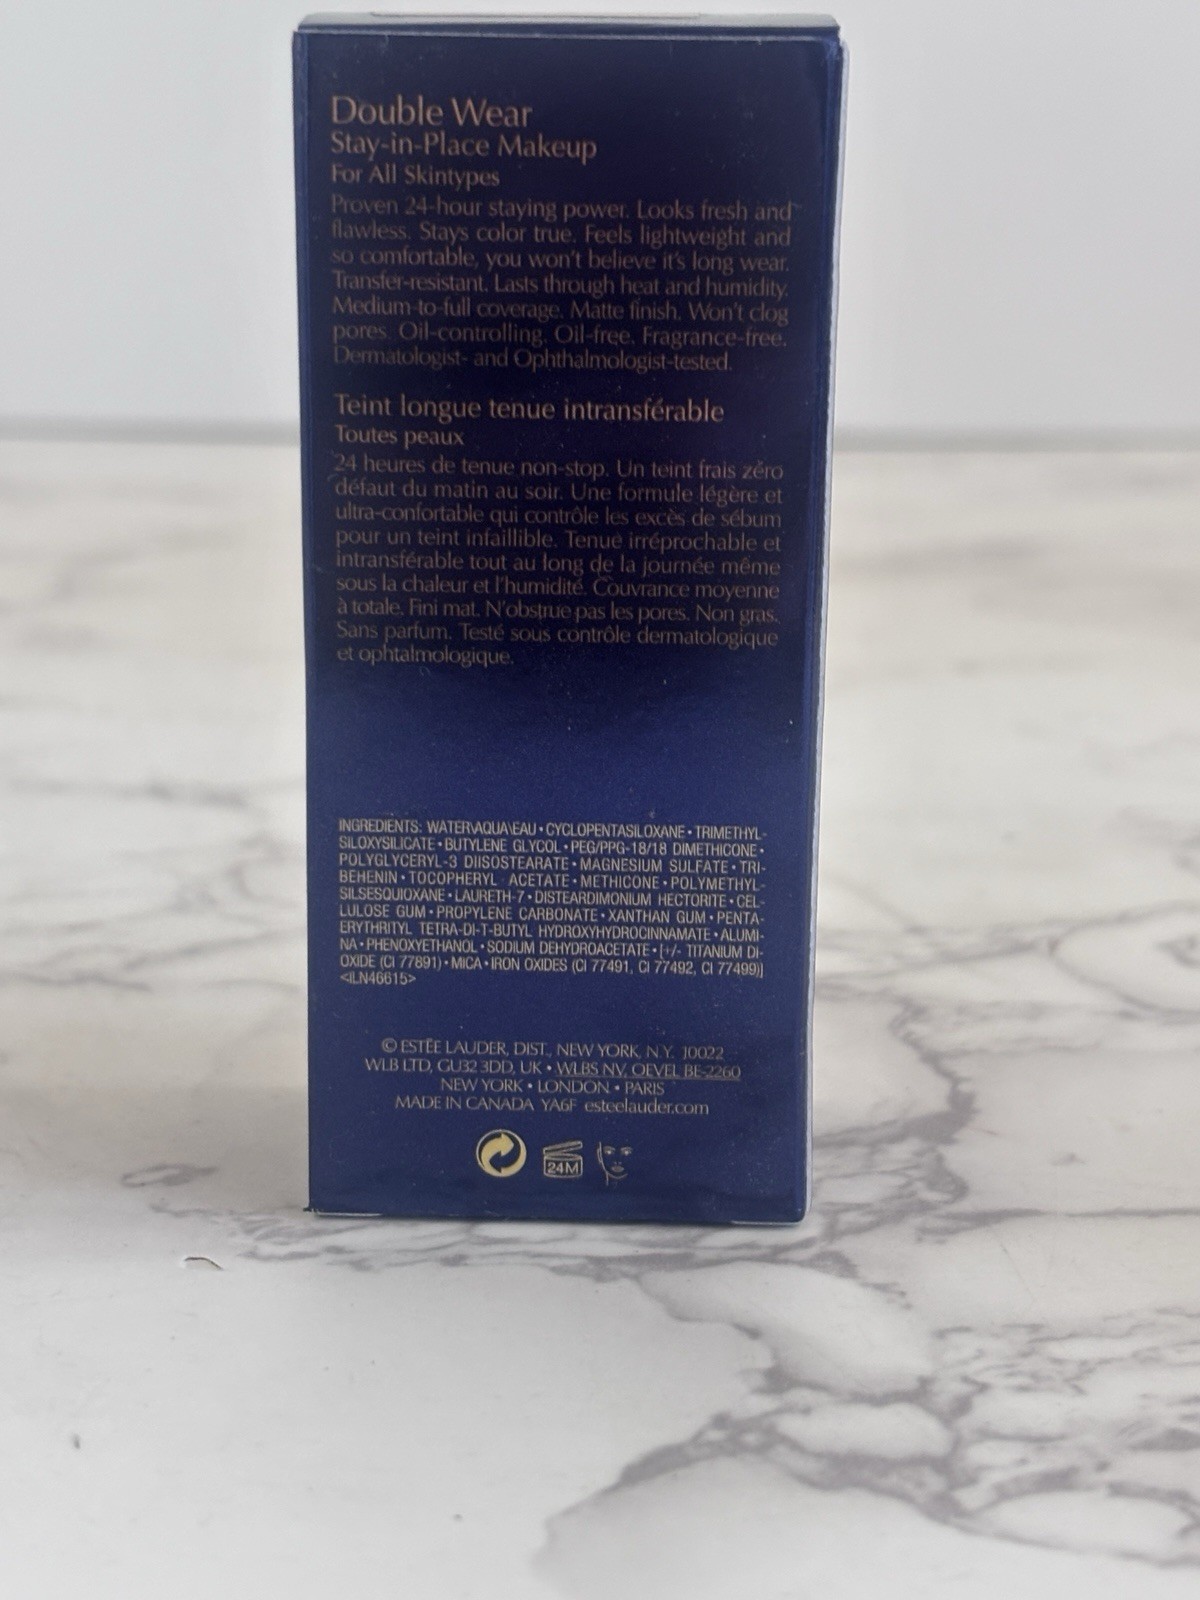 Double Wear
Stay-in-Place Makeup
For All Skintypes
Proven 24-hour staying power. Looks fresh and
flawless. Stays color true. Feels lightweight and
so comfortable, you won't believe it's long wear.
Transfer-resistant. Lasts through heat and humidity.
Medium-to-full coverage. Matte finish. Won't clog
pores. Oil-controlling. Oil-free. Fragrance-free.
Dermatologist- and Ophthalmologist-tested.
Teint longue tenue intransférable
Toutes peaux
24 heures de tenue non-stop. Un teint frais zéro
défaut du matin au soir. Une formule légère et
ultra-confortable qui contrôle les excès de sébum
pour un teint infaillible. Tenue irréprochable et
intransférable tout au long de la journée même
sous la chaleur et l'humidité. Couvrance moyenne
à totale. Fini mat. N'obstrue pas les pores. Non gras.
Sans parfum. Testé sous contrôle dermatologique
et ophtalmologique.
INGREDIENTS: WATER\AQUA\EAU • CYCLOPENTASILOXANE • TRIMETHYL-
SILOXYSILICATE • BUTYLENE GLYCOL • PEG/PPG-18/18 DIMETHICONE •
POLYGLYCERYL-3 DIISOSTEARATE • MAGNESIUM SULFATE • TRI-
BEHENIN • TOCOPHERYL ACETATE • METHICONE • POLYMETHYL-
SILSESQUIOXANE • LAURETH-7 • DISTEARDIMONIUM HECTORITE • CEL-
LULOSE GUM • PROPYLENE CARBONATE • XANTHAN GUM • PENTA-
ERYTHRITYL TETRA-DI-T-BUTYL HYDROXYHYDROCINNAMATE • ALUMI-
NA • PHENOXYETHANOL • SODIUM DEHYDROACETATE • [+/- TITANIUM DI-
OXIDE (CI 77891) • MICA • IRON OXIDES (CI 77491, CI 77492, CI 77499)]
<ILN46615>
© ESTÉE LAUDER, DIST., NEW YORK, N.Y. 10022
WLB LTD, GU32 3DD, UK • WLBS NV, OEVEL BE-2260
NEW YORK • LONDON • PARIS
MADE IN CANADA YA6F esteelauder.com
24M